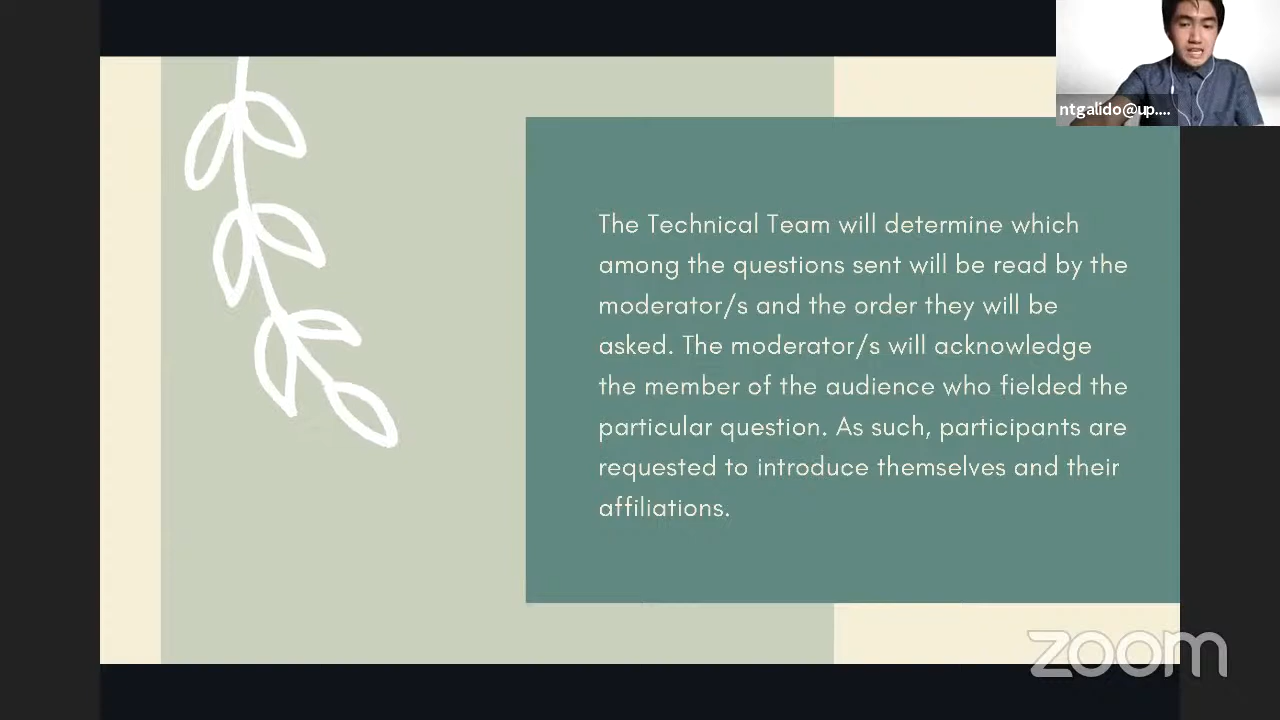 ntgalido@up....
The Technical Team will determine which
among the questions sent will be read by the
moderator/s and the order they will be
asked. The moderator/s will acknowledge
the member of the audience who fielded the
particular question. As such, participants are
requested to introduce themselves and their
affiliations.
zoom